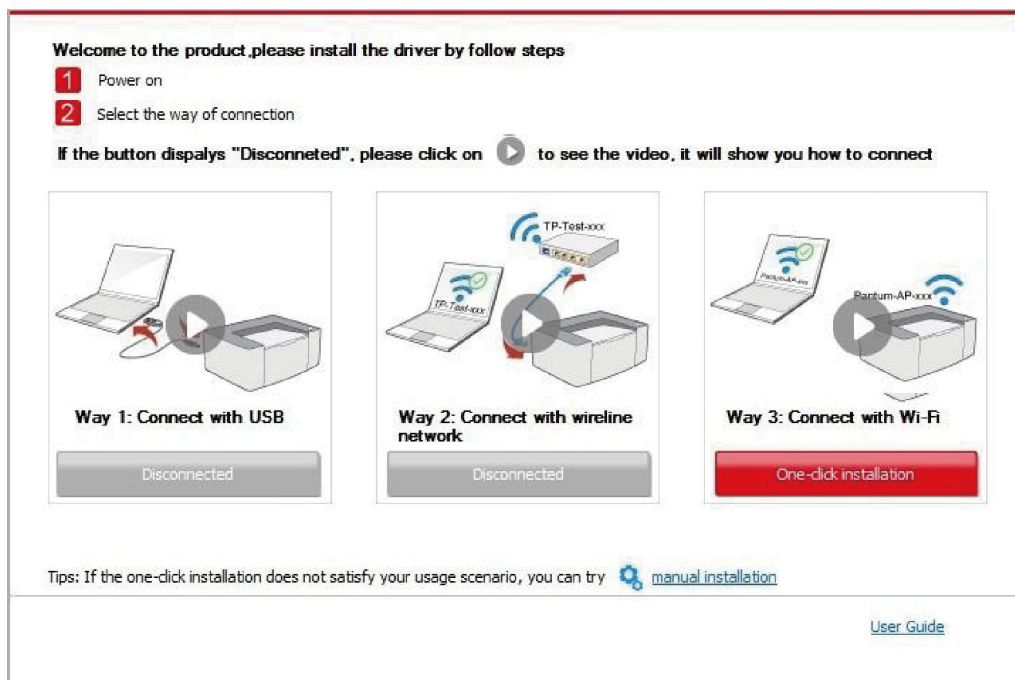 Welcome to the product,please install the driver by follow steps
1 Power on
2 Select the way of connection
If the button dispalys "Disconneted", please click on to see the video, it will show you how to connect
TP-Test-xxx
TP-Test-xxx
Pantum-AP-xxx
Pantum-AP-xxx
Way 1: Connect with USB
Disconnected
Way 2: Connect with wireline
network
Disconnected
Way 3: Connect with Wi-Fi
One-click installation
Tips: If the one-click installation does not satisfy your usage scenario, you can try manual installation
User Guide